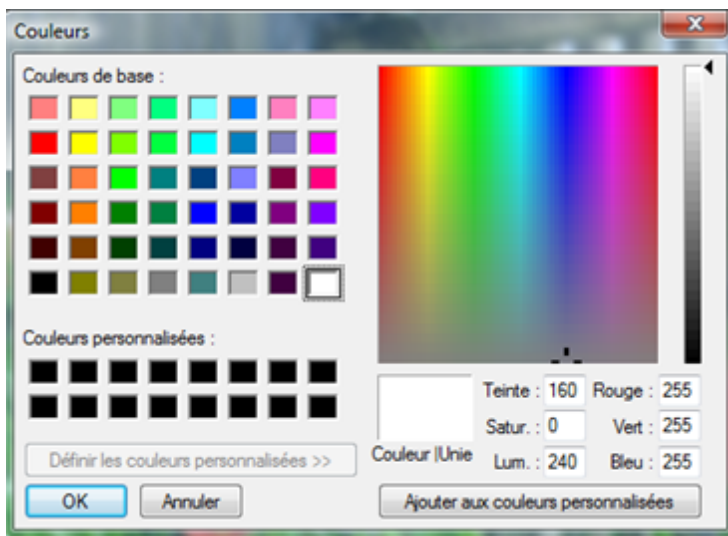 Couleurs
Couleurs de base :
Couleurs personnalisées :
Définir les couleurs personnalisées >>
OK Annuler
Couleur |Unie
Teinte : 160 Rouge : 255
Satur. : 0 Vert : 255
Lum. : 240 Bleu : 255
Ajouter aux couleurs personnalisées